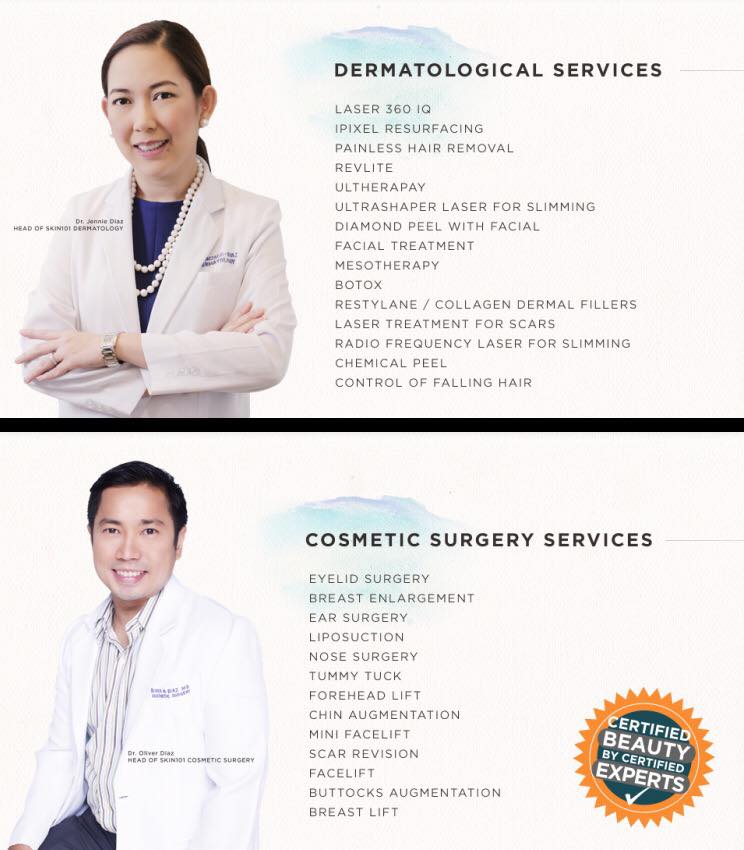 DERMATOLOGICAL SERVICES
LASER 360 IQ
IPIXEL RESURFACING
PAINLESS HAIR REMOVAL
REVLITE
ULTHERAPAY
ULTRASHAPER LASER FOR SLIMMING
DIAMOND PEEL WITH FACIAL
FACIAL TREATMENT
MESOTHERAPY
BOTOX
RESTYLANE / COLLAGEN DERMAL FILLERS
LASER TREATMENT FOR SCARS
RADIO FREQUENCY LASER FOR SLIMMING
CHEMICAL PEEL
CONTROL OF FALLING HAIR
Dr. Jennie Diaz
HEAD OF SKIN101 DERMATOLOGY
COSMETIC SURGERY SERVICES
EYELID SURGERY
BREAST ENLARGEMENT
EAR SURGERY
LIPOSUCTION
NOSE SURGERY
TUMMY TUCK
FOREHEAD LIFT
CHIN AUGMENTATION
MINI FACELIFT
SCAR REVISION
FACELIFT
BUTTOCKS AUGMENTATION
BREAST LIFT
Dr. Oliver Diaz
HEAD OF SKIN101 COSMETIC SURGERY
CERTIFIED
BEAUTY
BY CERTIFIED
EXPERTS